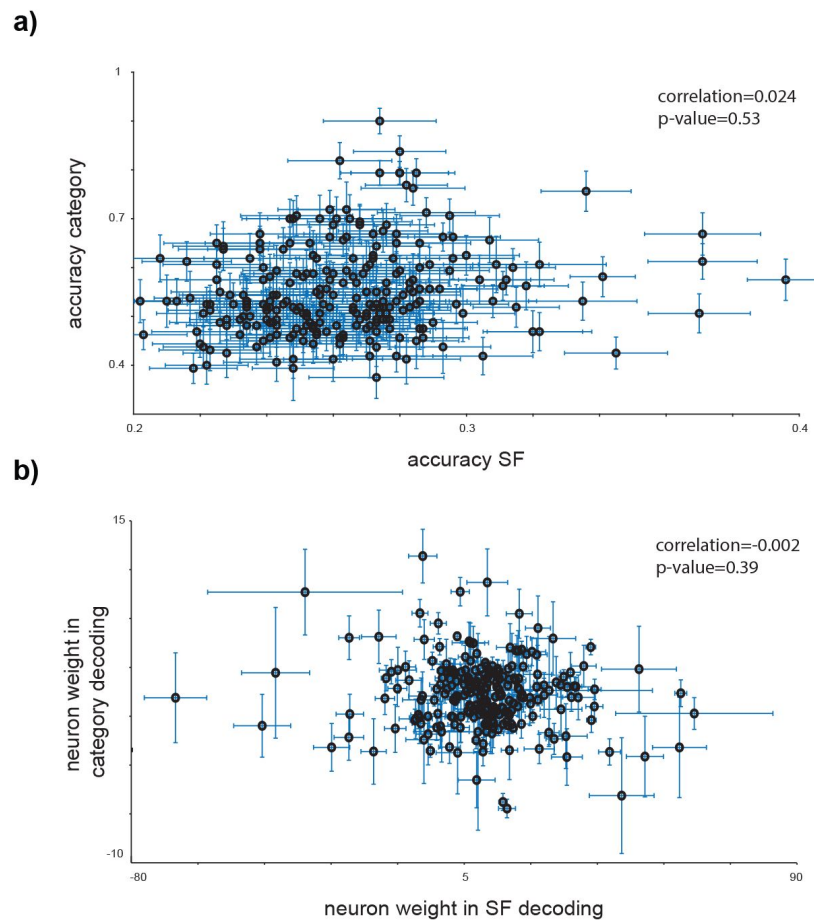 a)
1
correlation=0.024
p-value=0.53
accuracy category
0.7
0.4
0.2
0.3
0.4
accuracy SF
b)
15
correlation=-0.002
p-value=0.39
neuron weight in
category decoding
-10
-80
5
90
neuron weight in SF decoding